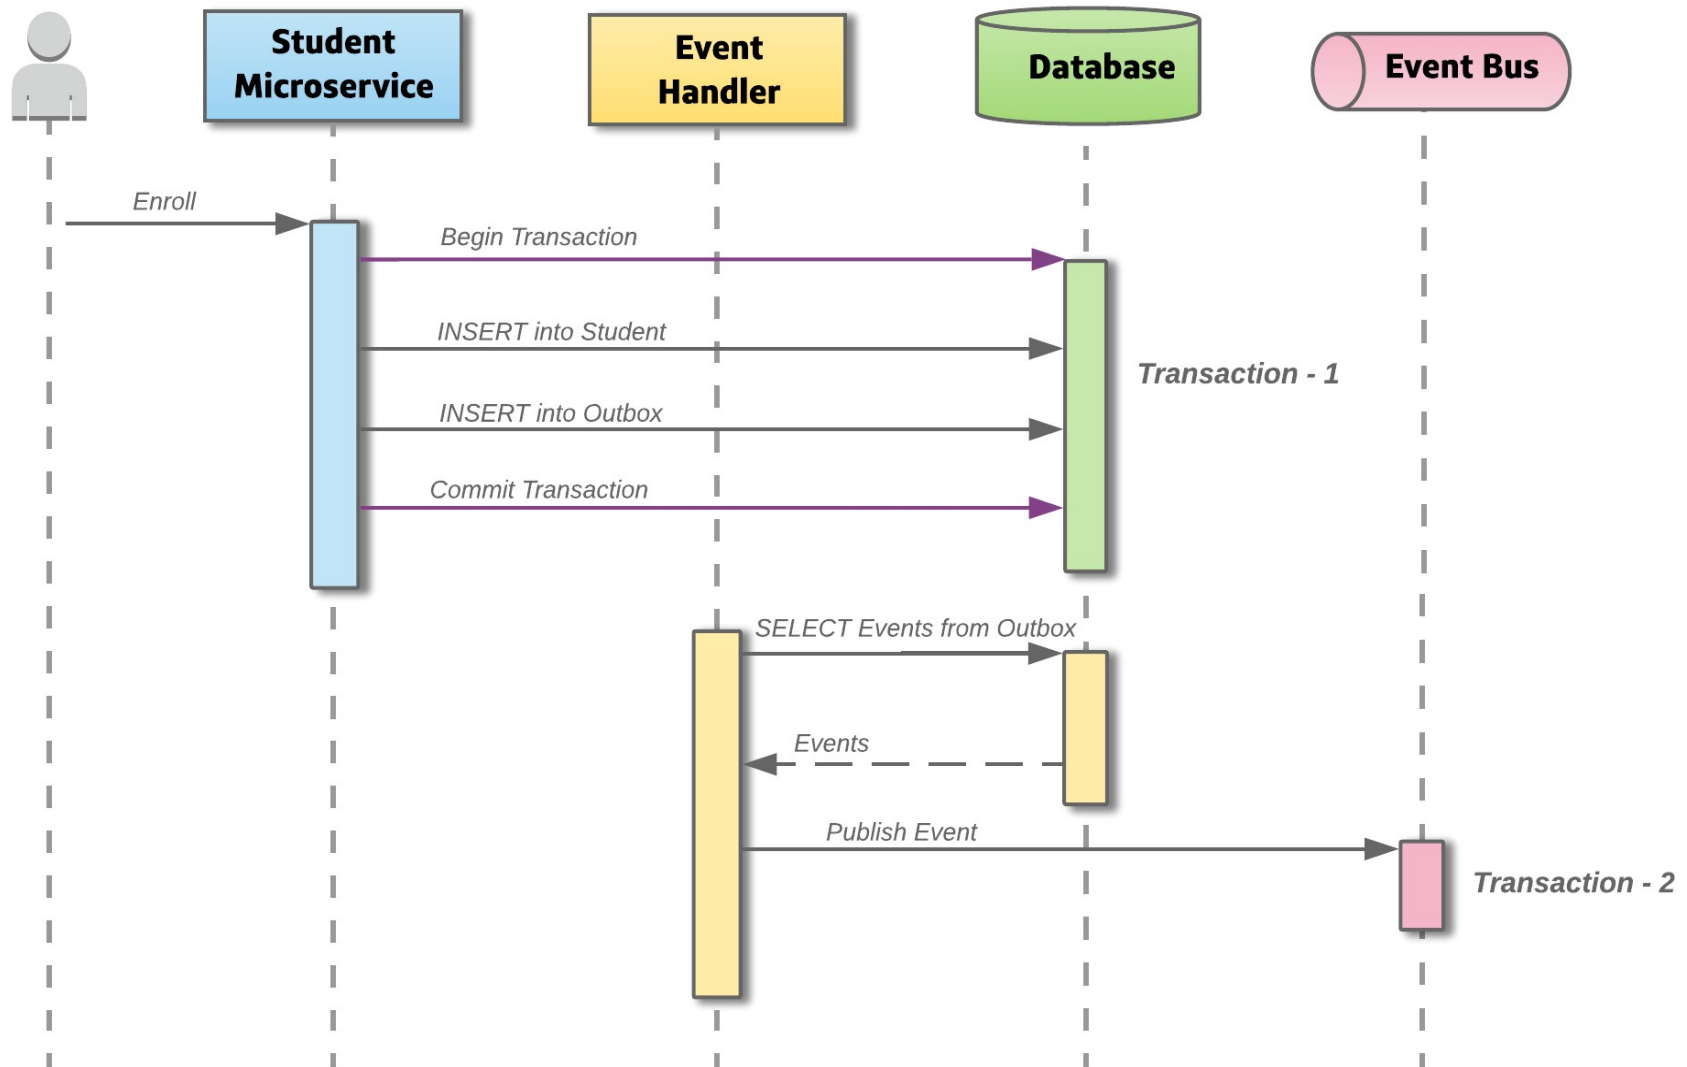 Student
Microservice
Event
Handler
Database
Event Bus
Enroll
Begin Transaction
INSERT into Student
Transaction - 1
INSERT into Outbox
Commit Transaction
SELECT Events from Outbox
Events
Publish Event
Transaction - 2